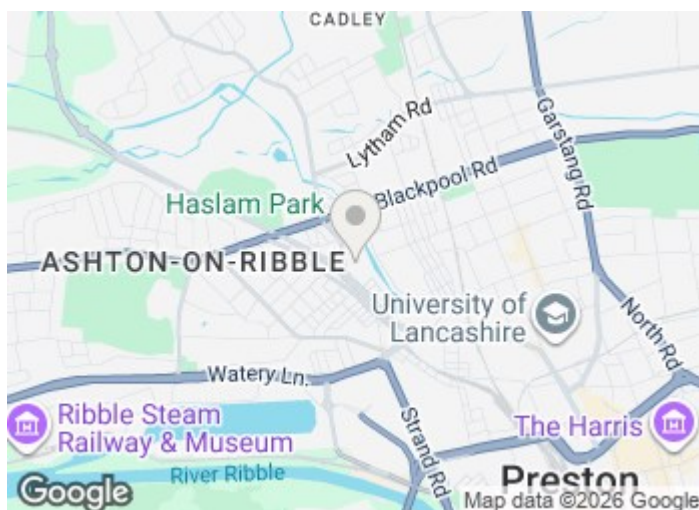 CADLEY
Lytham Rd
Garstang Rd
Blackpool Rd
Haslam Park
ASHTON-ON-RIBBLE
University of
Lancashire
North Rd
Watery Ln.
Strand Rd
Ribble Steam
Railway & Museum
The Harris
River Ribble
Preston
Google
Map data ©2026 Google